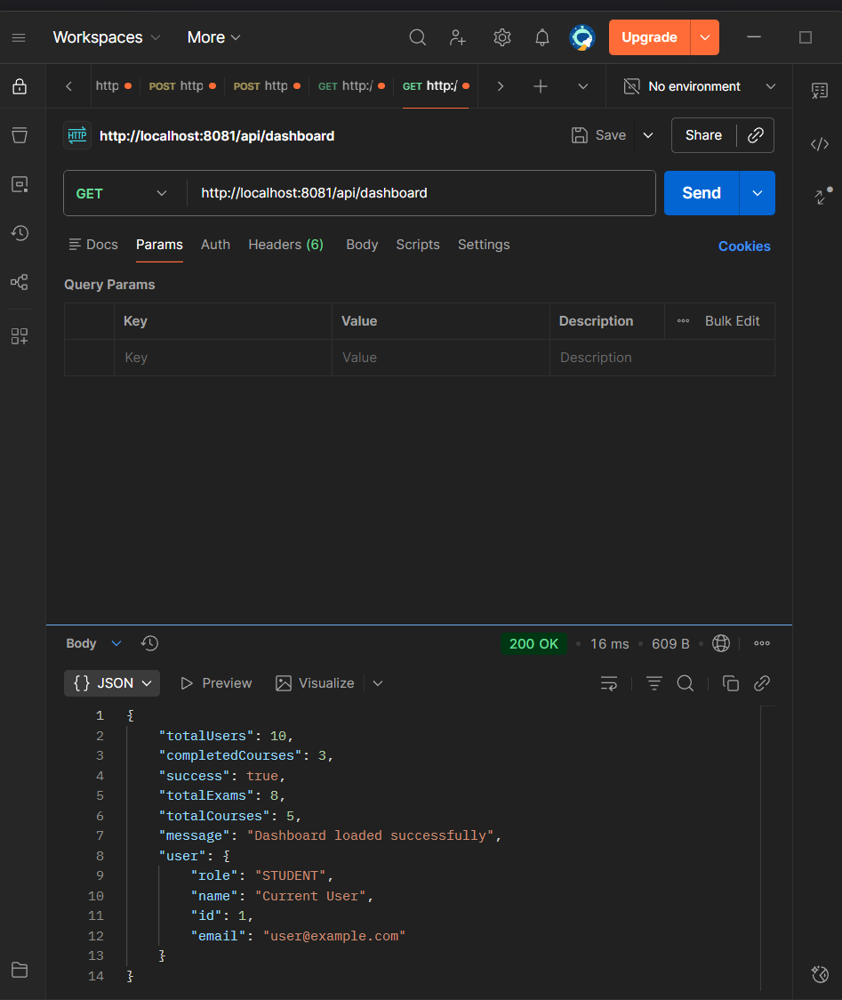 Workspaces More Upgrade
http POST http POST http GET http:/ GET http:/ No environment
HTTP http://localhost:8081/api/dashboard Save Share
GET http://localhost:8081/api/dashboard Send
Docs Params Auth Headers (6) Body Scripts Settings Cookies
Query Params
Key Value Description Bulk Edit
Key Value Description
Body 200 OK 16 ms 609 B
{} JSON Preview Visualize
1 {
2 "totalUsers": 10,
3 "completedCourses": 3,
4 "success": true,
5 "totalExams": 8,
6 "totalCourses": 5,
7 "message": "Dashboard loaded successfully",
8 "user": {
9 "role": "STUDENT",
10 "name": "Current User",
11 "id": 1,
12 "email": "user@example.com"
13 }
14 }